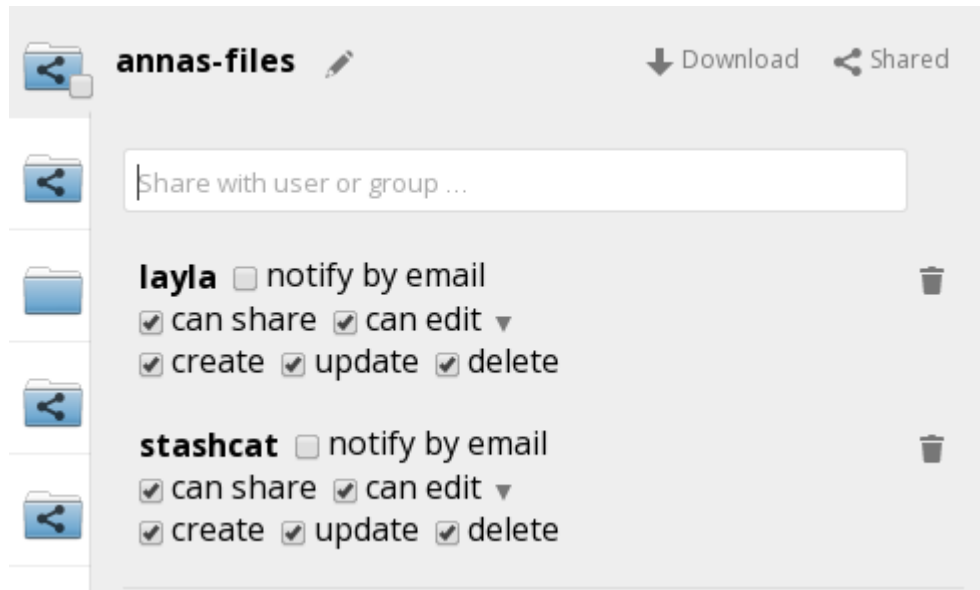 annas-files Download Shared
Share with user or group ...
layla notify by email
can share can edit
create update delete
stashcat notify by email
can share can edit
create update delete